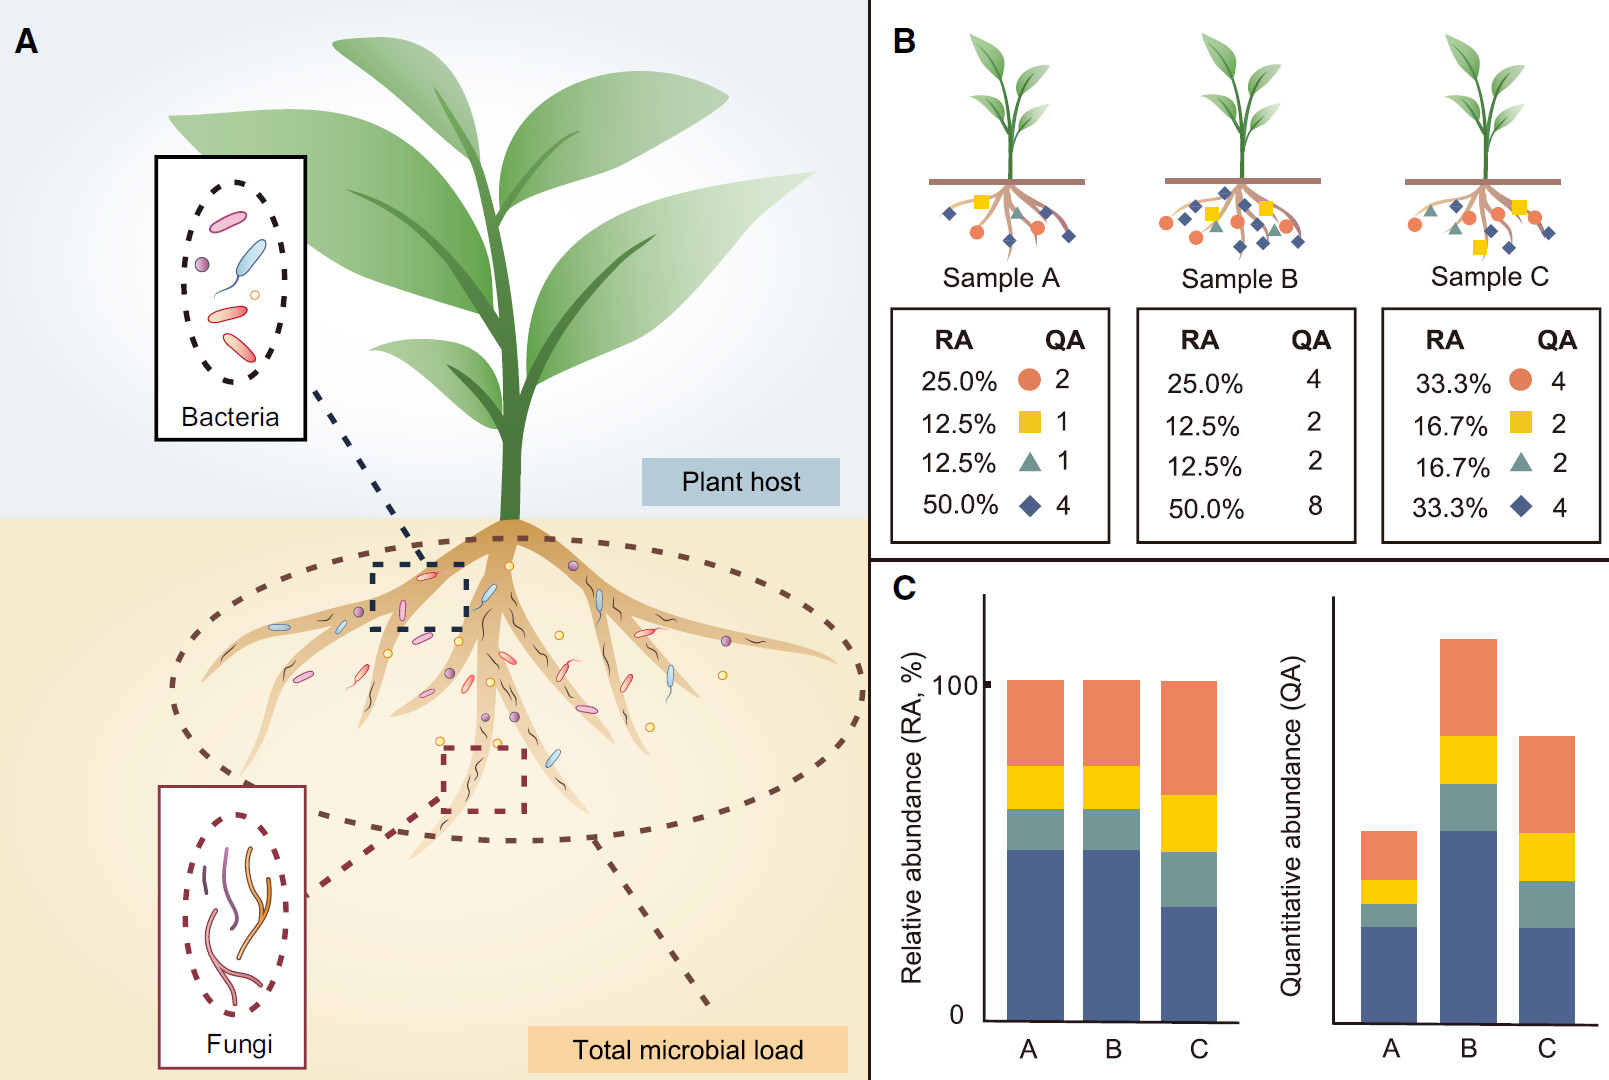 A
Bacteria
Plant host
Fungi
Total microbial load
B
Sample A
Sample B
Sample C
RA QA
25.0% 2
12.5% 1
12.5% 1
50.0% 4
RA QA
25.0% 4
12.5% 2
12.5% 2
50.0% 8
RA QA
33.3% 4
16.7% 2
16.7% 2
33.3% 4
C
Relative abundance (RA, %)
100
0
A B C
Quantitative abundance (QA)
A B C